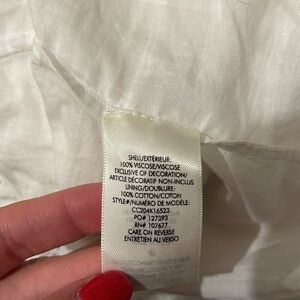 SHELL/EXTÉRIEUR:
100% VISCOSE/VISCOSE
EXCLUSIVE OF DECORATION/
ARTICLE DÉCORATIF NON-INCLUS
LINING/DOUBLURE:
100% COTTON/COTON
STYLE#/NUMÉRO DE MODÈLE:
CC204K16522
PO# 127393
RN# 107677
CARE ON REVERSE
ENTRETIEN AU VERSO